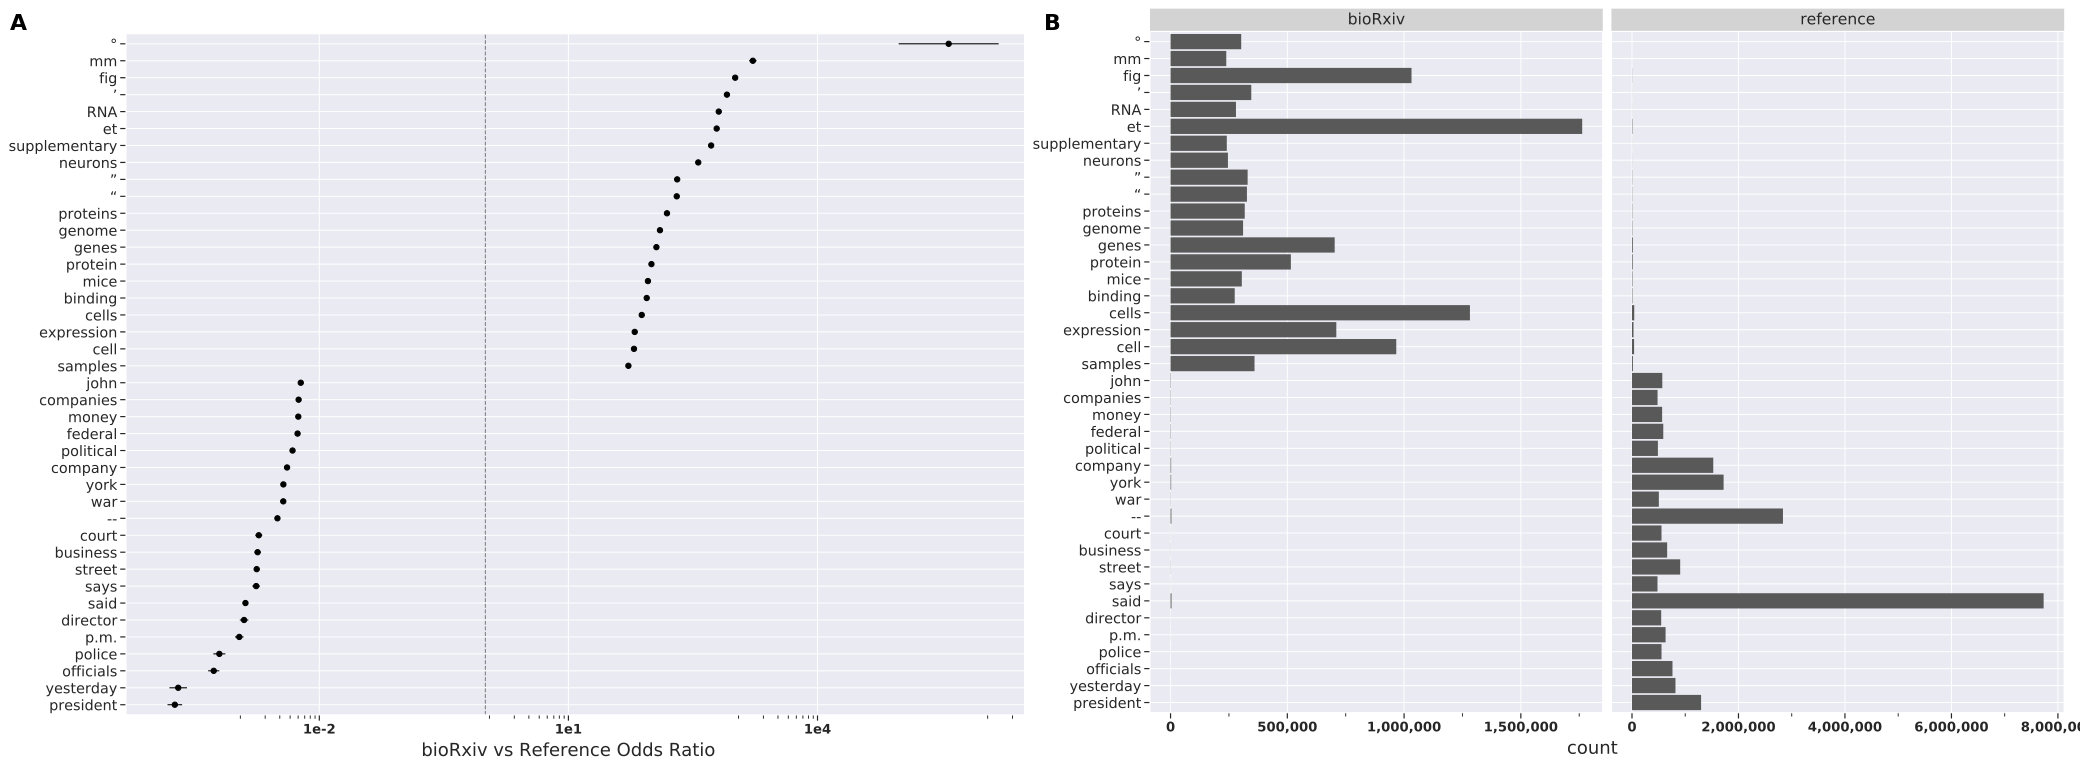 A
°
mm
fig
’
RNA
et
supplementary
neurons
”
“
proteins
genome
genes
protein
mice
binding
cells
expression
cell
samples
john
companies
money
federal
political
company
york
war
--
court
business
street
says
said
director
p.m.
police
officials
yesterday
president
1e-2 1e1 1e4
bioRxiv vs Reference Odds Ratio
B
bioRxiv reference
°
mm
fig
’
RNA
et
supplementary
neurons
”
“
proteins
genome
genes
protein
mice
binding
cells
expression
cell
samples
john
companies
money
federal
political
company
york
war
--
court
business
street
says
said
director
p.m.
police
officials
yesterday
president
0 500,000 1,000,000 1,500,000 0 2,000,000 4,000,000 6,000,000
count